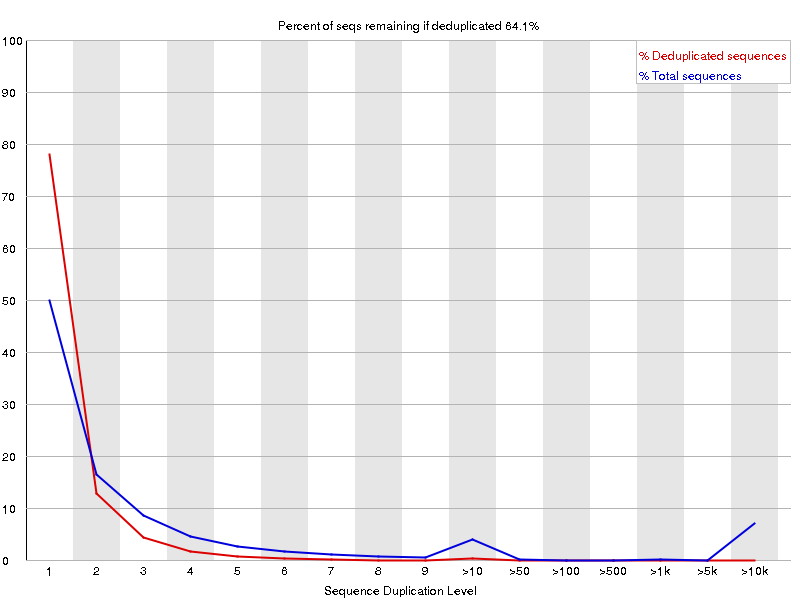 Percent of seqs remaining if deduplicated 64.1%
% Deduplicated sequences
% Total sequences
100
90
80
70
60
50
40
30
20
10
0
1 2 3 4 5 6 7 8 9 >10 >50 >100 >500 >1k >5k >10k
Sequence Duplication Level